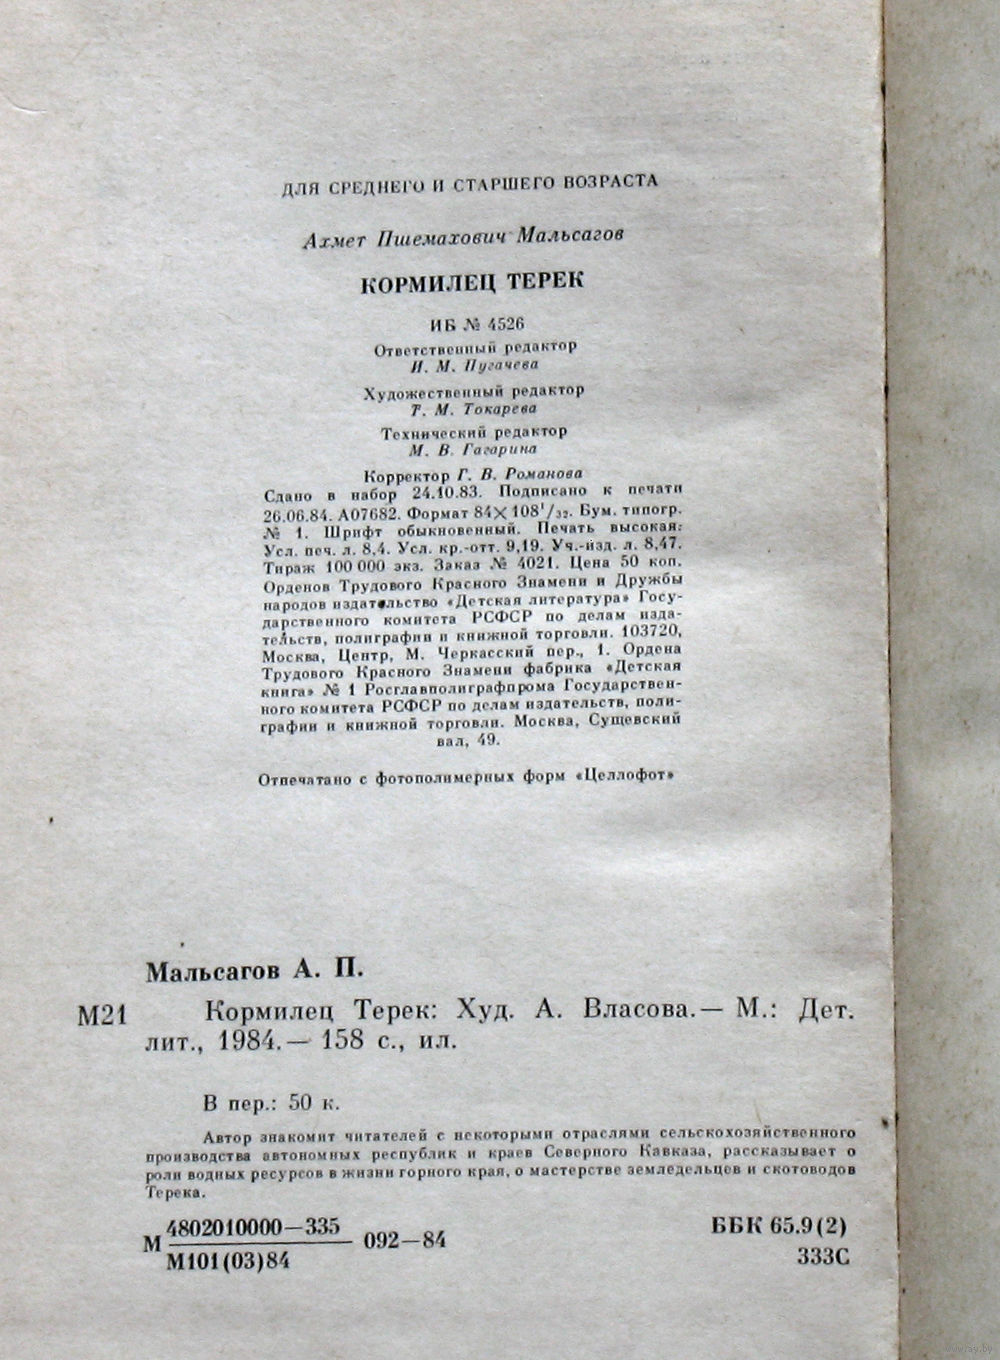 ДЛЯ СРЕДНЕГО И СТАРШЕГО ВОЗРАСТА
Ахмет Пшемахович Мальсагов
КОРМИЛЕЦ ТЕРЕК
ИБ № 4526
Ответственный редактор
И. М. Пугачева
Художественный редактор
Т. М. Токарева
Технический редактор
М. В. Гагарина
Корректор Г. В. Романова
Сдано в набор 24.10.83. Подписано к печати
26.06.84. А07682. Формат 84×108¹/₃₂. Бум. типогр.
№ 1. Шрифт обыкновенный. Печать высокая.
Усл. печ. л. 8,4. Усл. кр.-отт. 9,19. Уч.-изд. л. 8,47.
Тираж 100 000 экз. Заказ № 4021. Цена 50 коп.
Орденов Трудового Красного Знамени и Дружбы
народов издательство «Детская литература» Госу-
дарственного комитета РСФСР по делам изда-
тельств, полиграфии и книжной торговли. 103720,
Москва, Центр, М. Черкасский пер., 1. Ордена
Трудового Красного Знамени фабрика «Детская
книга» № 1 Росглавполиграфпрома Государствен-
ного комитета РСФСР по делам издательств, поли-
графии и книжной торговли. Москва, Сущевский
вал, 49.
Отпечатано с фотополимерных форм «Целлофот»
Мальсагов А. П.
М21 Кормилец Терек: Худ. А. Власова.— М.: Дет.
лит., 1984.— 158 с., ил.
В пер.: 50 к.
Автор знакомит читателей с некоторыми отраслями сельскохозяйственного
производства автономных республик и краев Северного Кавказа, рассказывает о
роли водных ресурсов в жизни горного края, о мастерстве земледельцев и скотоводов
Терека.
М 4802010000—335 092—84 ББК 65.9(2)
М101(03)84 333С
www.ay.by